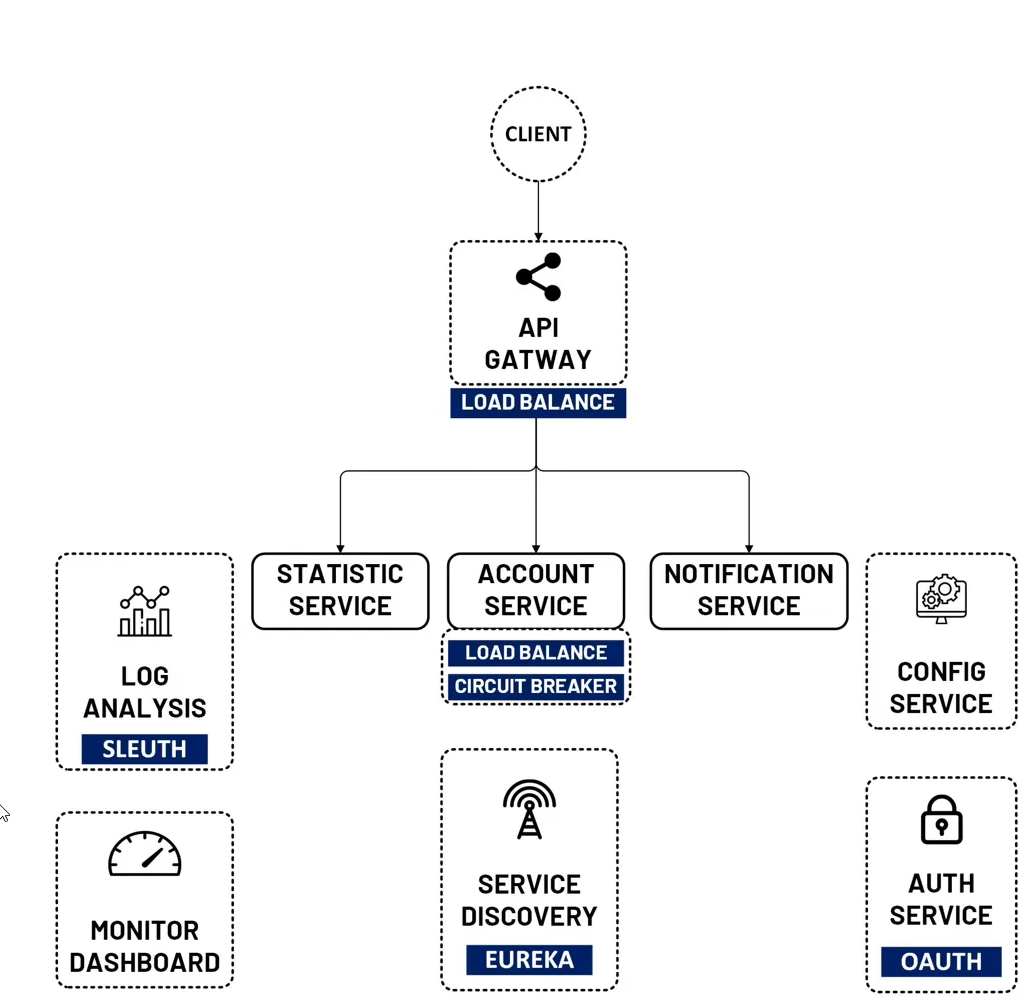 CLIENT
API
GATWAY
LOAD BALANCE
STATISTIC
SERVICE
ACCOUNT
SERVICE
NOTIFICATION
SERVICE
LOAD BALANCE
CIRCUIT BREAKER
LOG
ANALYSIS
SLEUTH
CONFIG
SERVICE
MONITOR
DASHBOARD
SERVICE
DISCOVERY
EUREKA
AUTH
SERVICE
OAUTH